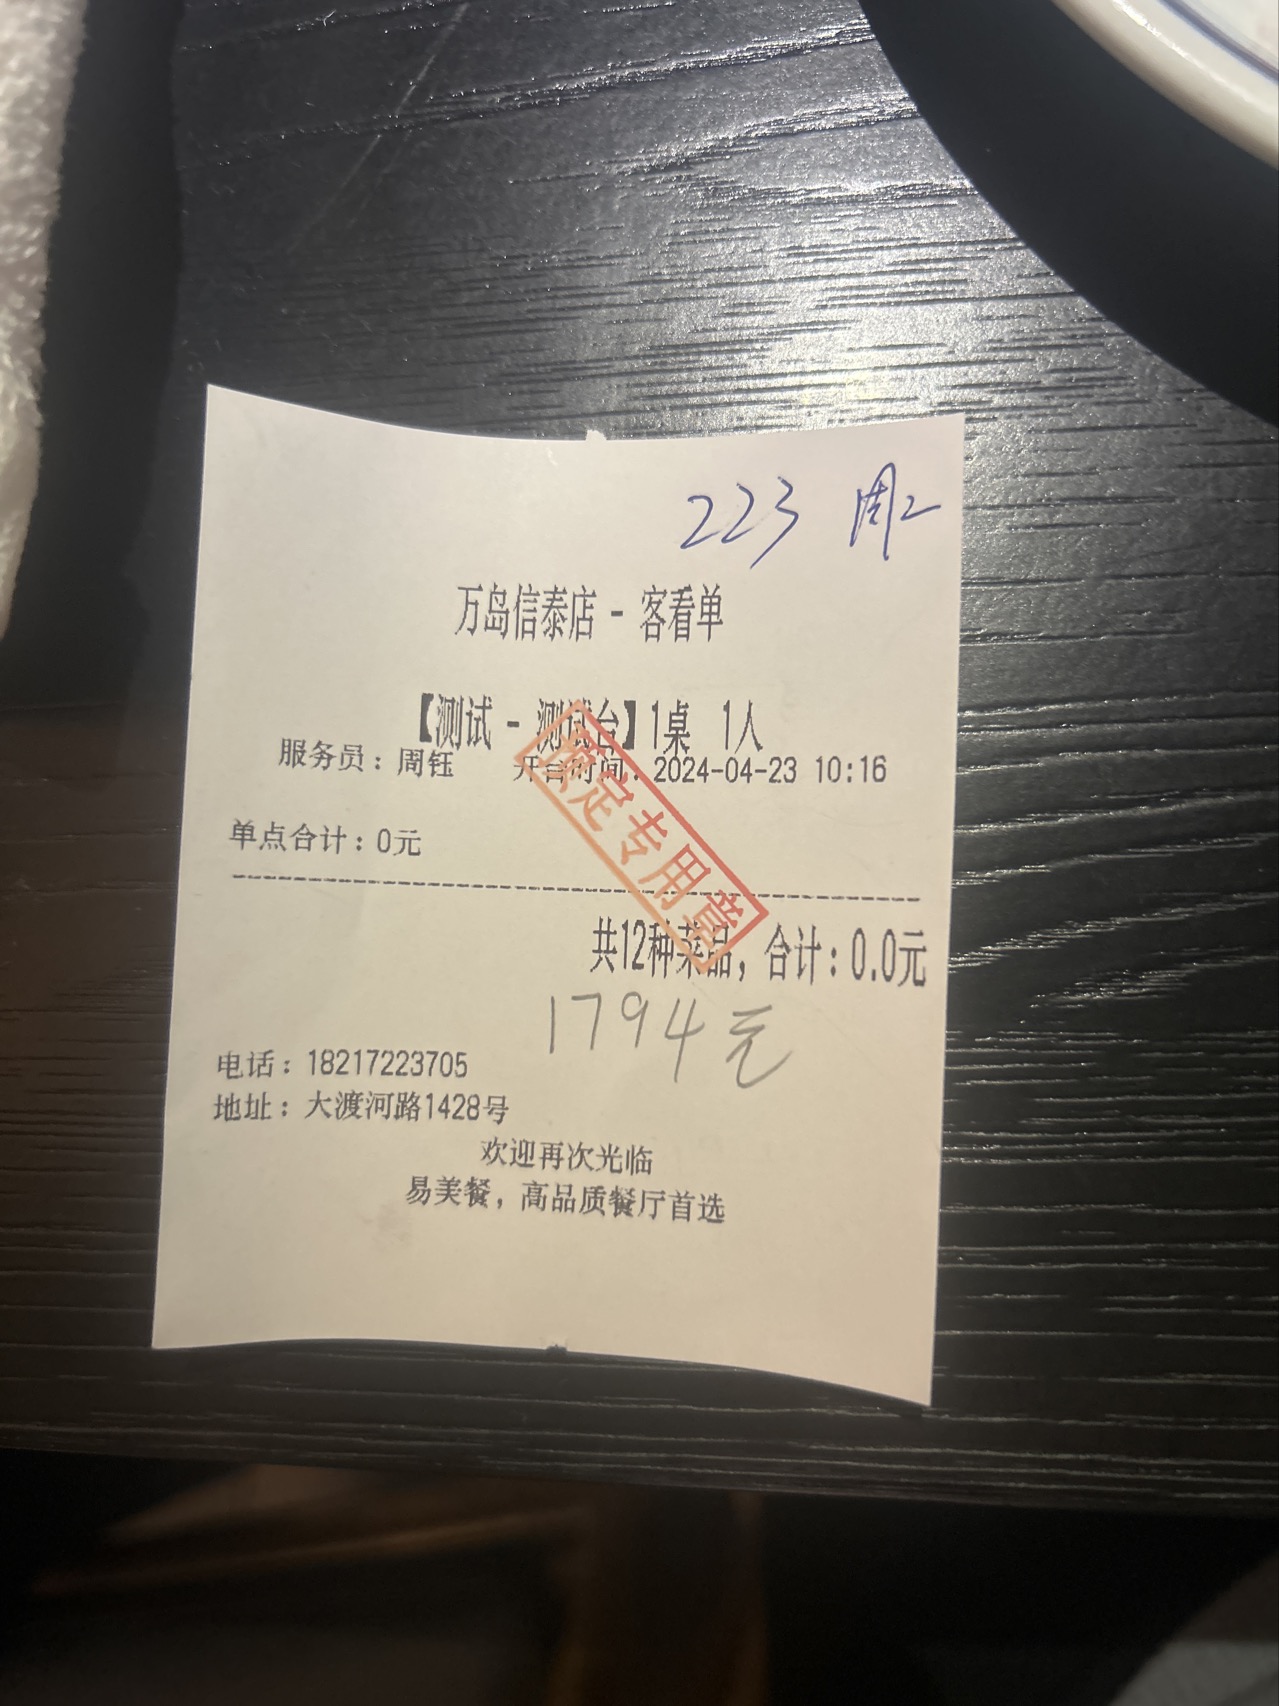 223 周二
万岛信泰店 - 客看单
【测试 - 测试台】1桌 1人
服务员：周钰 开台时间：2024-04-23 10:16
预定专用章
单点合计：0元
共12种菜品，合计：0.0元
1794元
电话：18217223705
地址：大渡河路1428号
欢迎再次光临
易美餐，高品质餐厅首选